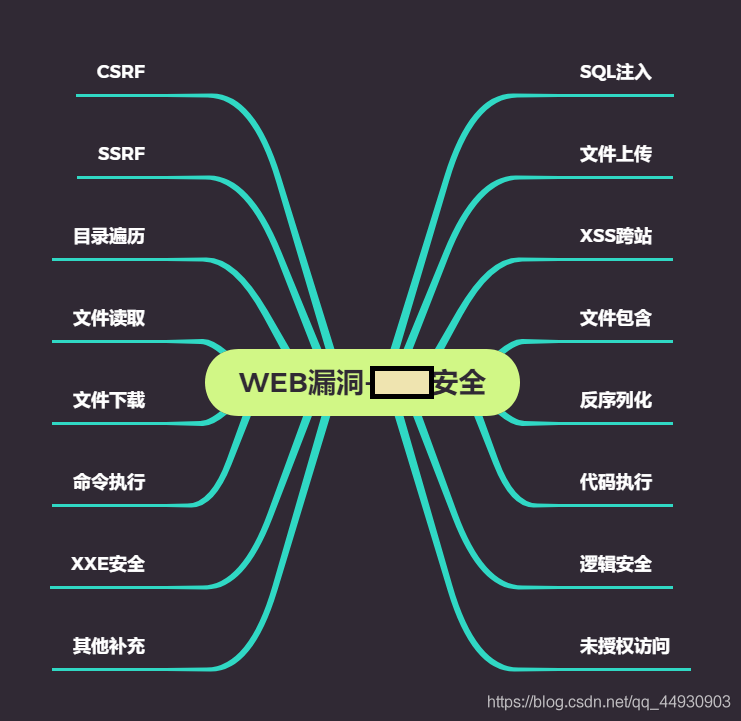 CSRF
SSRF
目录遍历
文件读取
文件下载
命令执行
XXE安全
其他补充
WEB漏洞-安全
SQL注入
文件上传
XSS跨站
文件包含
反序列化
代码执行
逻辑安全
未授权访问
https://blog.csdn.net/qq_44930903